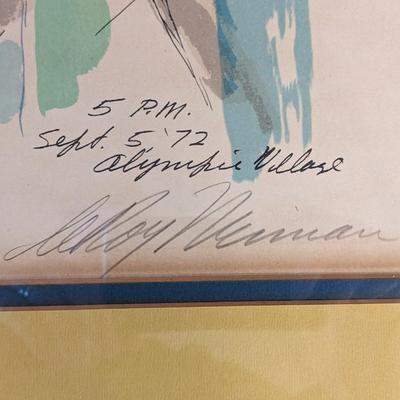 5 P.M.
Sept. 5 '72
Olympic Village
LeRoy Neiman